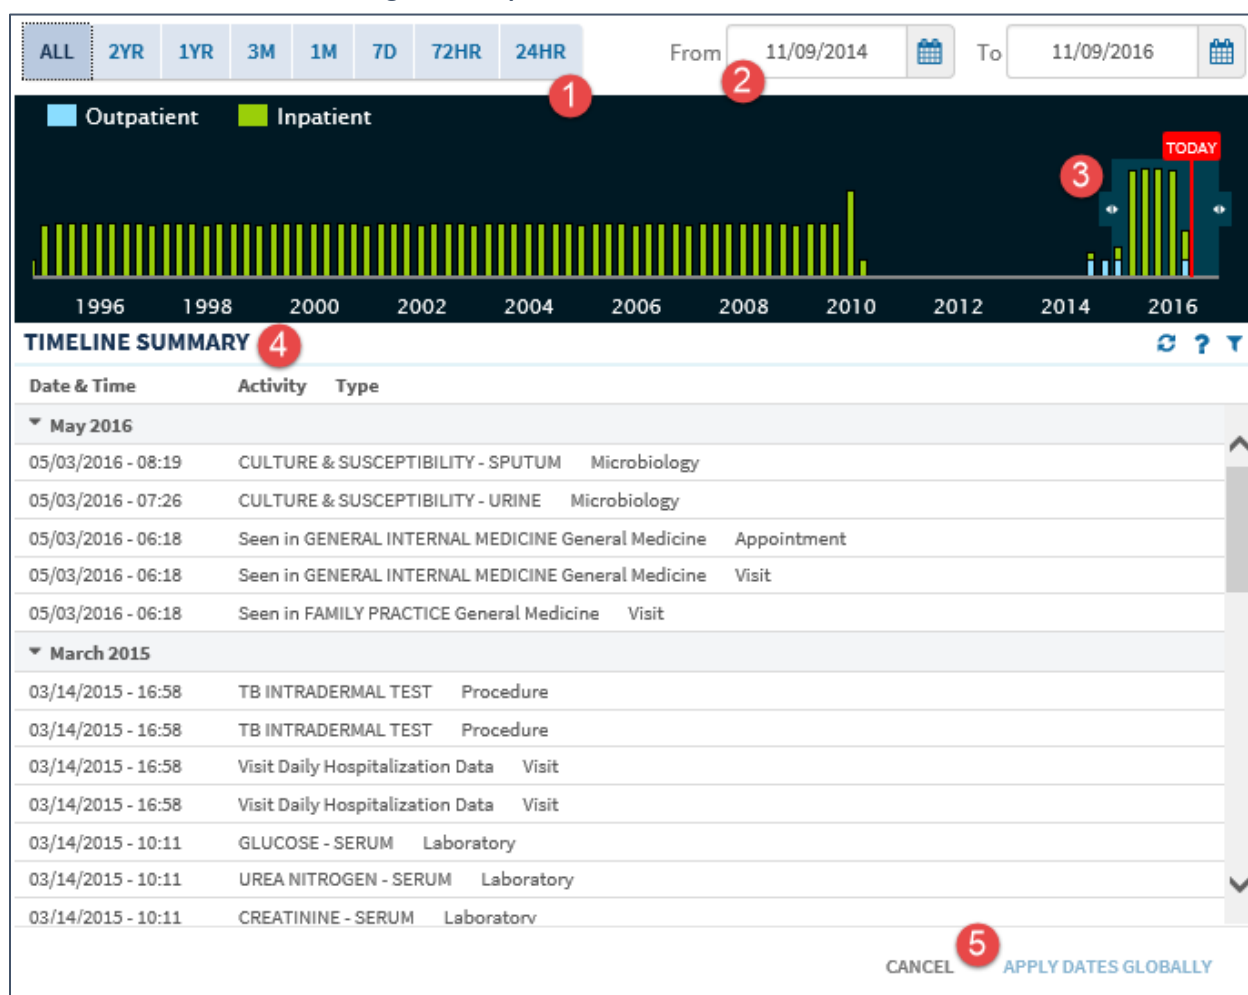 ALL 2YR 1YR 3M 1M 7D 72HR 24HR From 11/09/2014 To 11/09/2016
1 2
Outpatient Inpatient
TODAY
3
1996 1998 2000 2002 2004 2006 2008 2010 2012 2014 2016
TIMELINE SUMMARY 4 ?
Date & Time Activity Type
May 2016
05/03/2016 - 08:19 CULTURE & SUSCEPTIBILITY - SPUTUM Microbiology
05/03/2016 - 07:26 CULTURE & SUSCEPTIBILITY - URINE Microbiology
05/03/2016 - 06:18 Seen in GENERAL INTERNAL MEDICINE General Medicine Appointment
05/03/2016 - 06:18 Seen in GENERAL INTERNAL MEDICINE General Medicine Visit
05/03/2016 - 06:18 Seen in FAMILY PRACTICE General Medicine Visit
March 2015
03/14/2015 - 16:58 TB INTRADERMAL TEST Procedure
03/14/2015 - 16:58 TB INTRADERMAL TEST Procedure
03/14/2015 - 16:58 Visit Daily Hospitalization Data Visit
03/14/2015 - 16:58 Visit Daily Hospitalization Data Visit
03/14/2015 - 10:11 GLUCOSE - SERUM Laboratory
03/14/2015 - 10:11 UREA NITROGEN - SERUM Laboratory
03/14/2015 - 10:11 CREATININE - SERUM Laboratory
CANCEL 5 APPLY DATES GLOBALLY